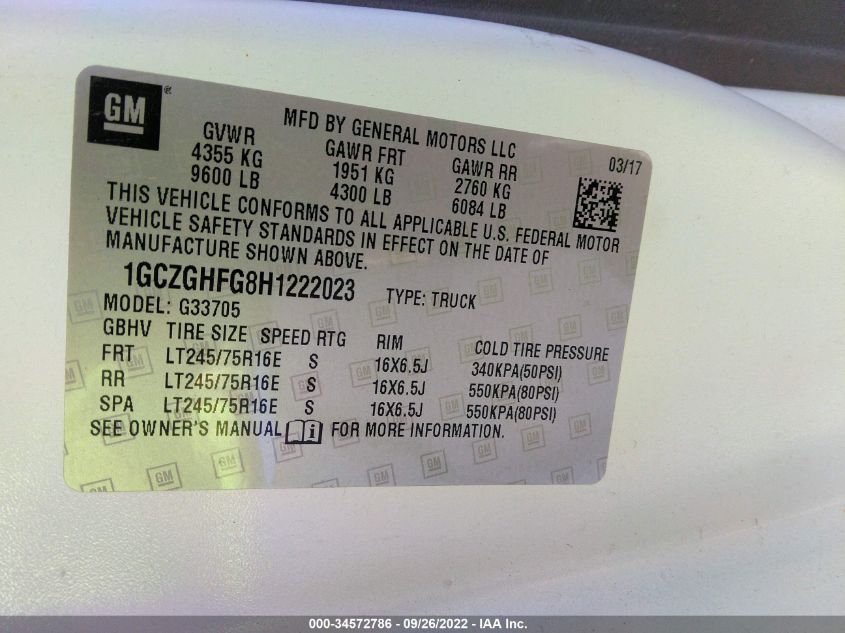 GM ®
MFD BY GENERAL MOTORS LLC
03/17
GVWR GAWR FRT GAWR RR
4355 KG 1951 KG 2760 KG
9600 LB 4300 LB 6084 LB
THIS VEHICLE CONFORMS TO ALL APPLICABLE U.S. FEDERAL MOTOR
VEHICLE SAFETY STANDARDS IN EFFECT ON THE DATE OF
MANUFACTURE SHOWN ABOVE.
1GCZGHFG8H1222023 TYPE: TRUCK
MODEL: G33705
GBHV TIRE SIZE SPEED RTG RIM COLD TIRE PRESSURE
FRT LT245/75R16E S 16X6.5J 340KPA(50PSI)
RR LT245/75R16E S 16X6.5J 550KPA(80PSI)
SPA LT245/75R16E S 16X6.5J 550KPA(80PSI)
SEE OWNER'S MANUAL i FOR MORE INFORMATION.
000-34572786 - 09/26/2022 - IAA Inc.